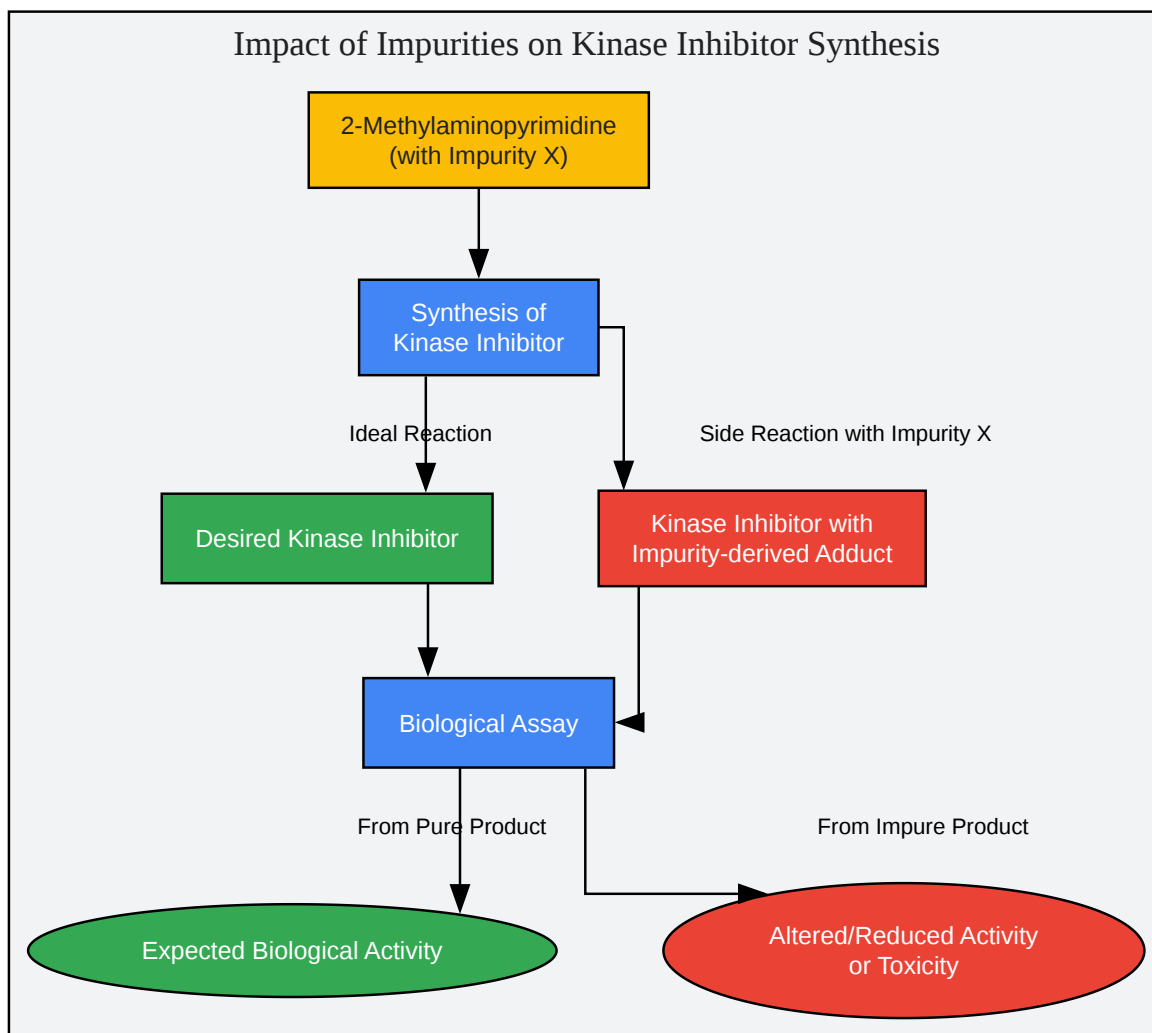 Impact of Impurities on Kinase Inhibitor Synthesis
2-Methylaminopyrimidine
(with Impurity X)
Synthesis of
Kinase Inhibitor
Ideal Reaction
Side Reaction with Impurity X
Desired Kinase Inhibitor
Kinase Inhibitor with
Impurity-derived Adduct
Biological Assay
From Pure Product
From Impure Product
Expected Biological Activity
Altered/Reduced Activity
or Toxicity